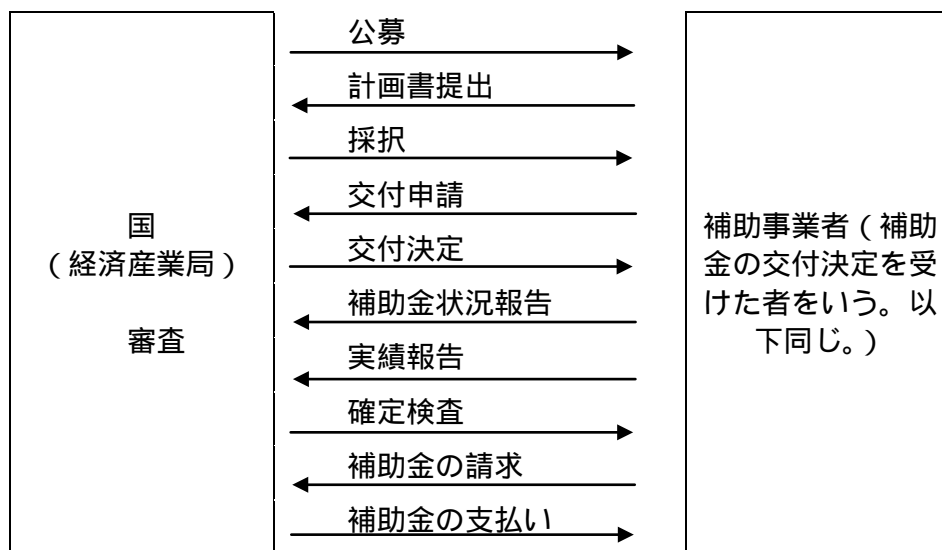 公募
計画書提出
採択
交付申請
交付決定
補助金状況報告
実績報告
確定検査
補助金の請求
補助金の支払い
国
(経済産業局)
審査
補助事業者(補助
金の交付決定を受
けた者をいう。以
下同じ。)